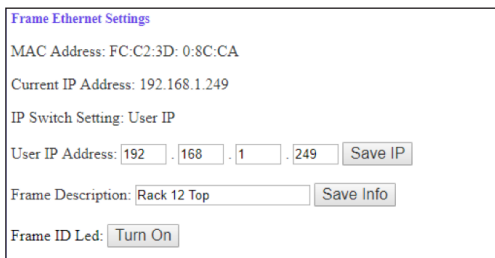 Frame Ethernet Settings
MAC Address: FC:C2:3D: 0:8C:CA
Current IP Address: 192.168.1.249
IP Switch Setting: User IP
User IP Address: 192 . 168 . 1 . 249 Save IP
Frame Description: Rack 12 Top Save Info
Frame ID Led: Turn On